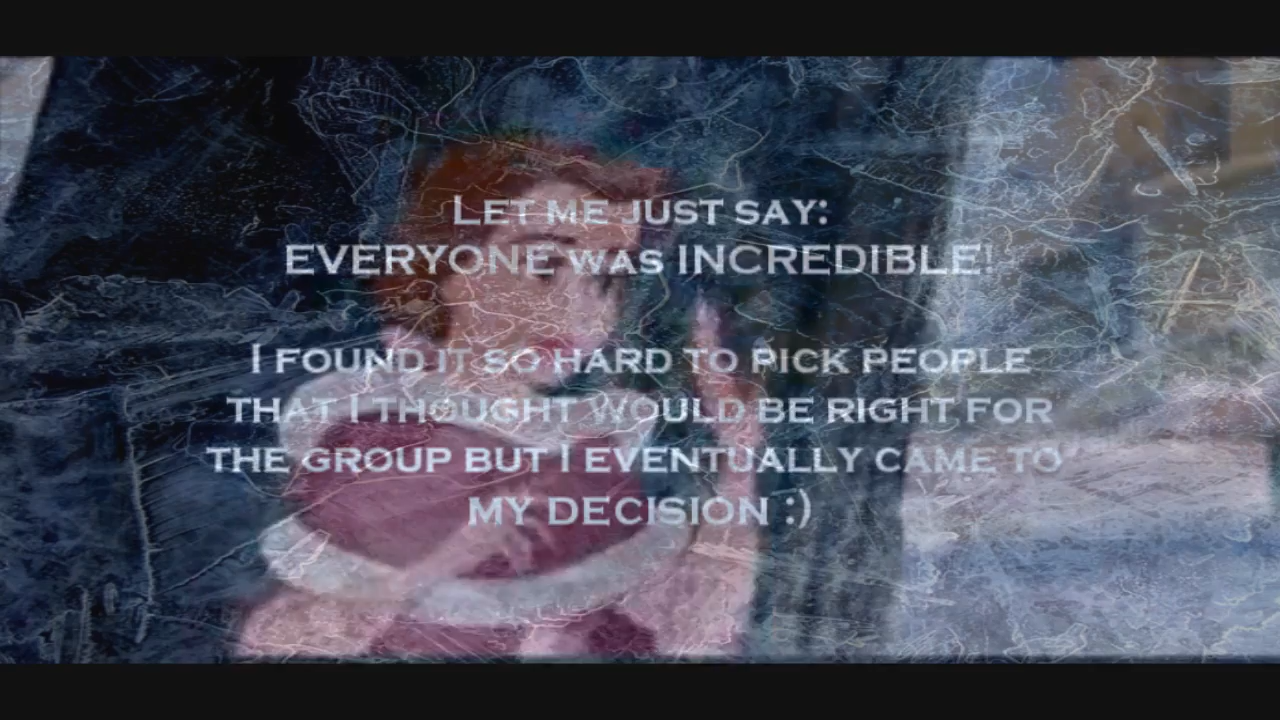 Let me just say:
EVERYONE was INCREDIBLE!
I found it so hard to pick people
that I thought would be right for
the group but I eventually came to
my decision :)